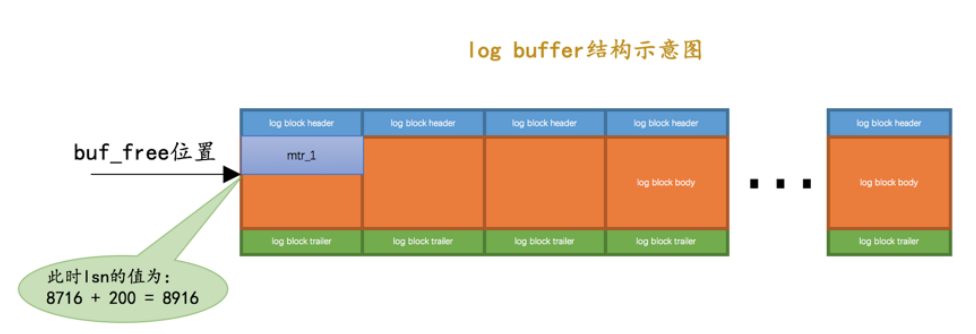 log buffer结构示意图
log block header
log block header
log block header
log block header
log block header
buf_free位置
mtr_1
log block body
log block body
log block trailer
log block trailer
log block trailer
log block trailer
log block trailer
此时lsn的值为:
8716 + 200 = 8916